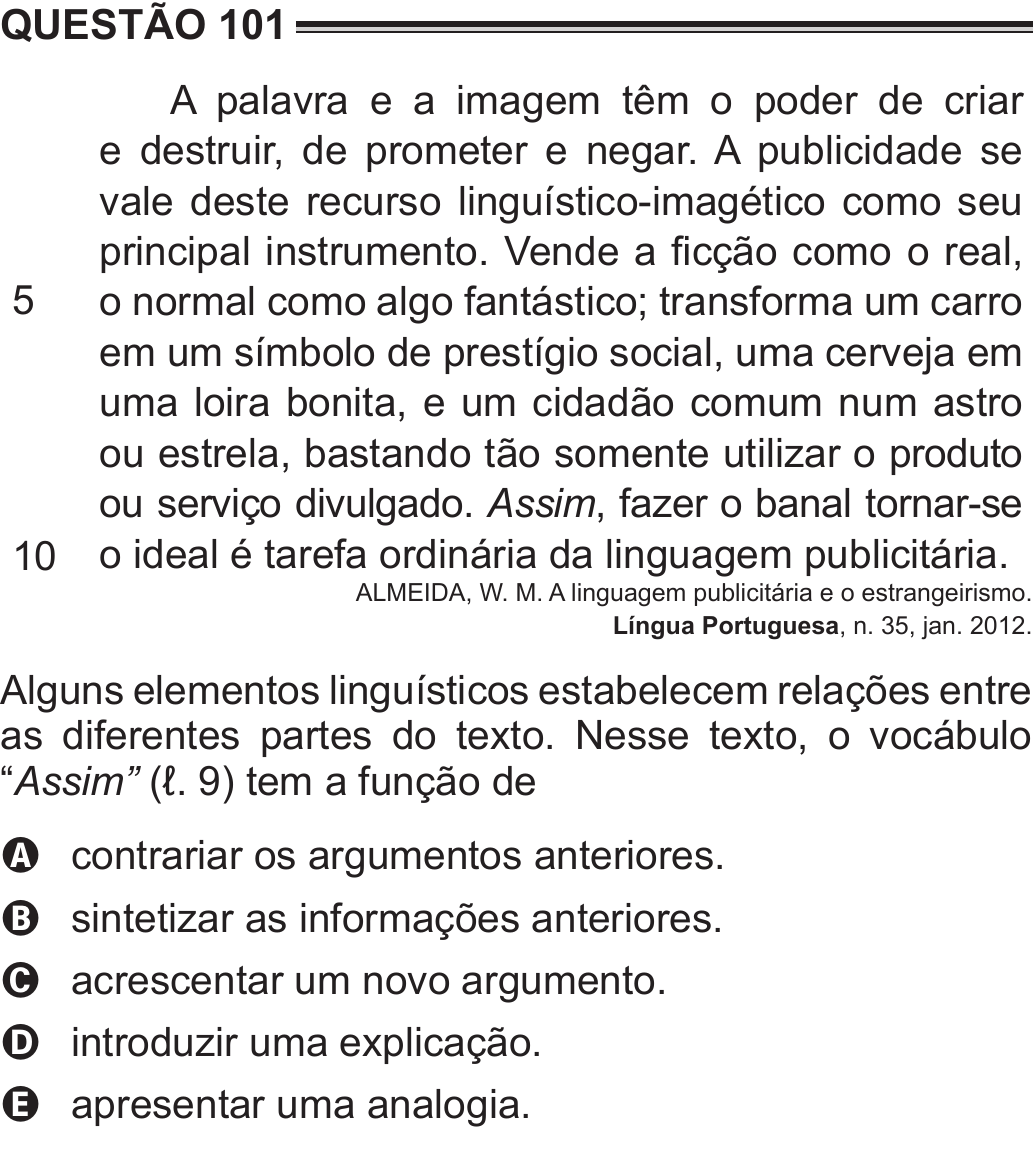 QUESTÃO 101
A palavra e a imagem têm o poder de criar
e destruir, de prometer e negar. A publicidade se
vale deste recurso linguístico-imagético como seu
principal instrumento. Vende a ficção como o real,
5 o normal como algo fantástico; transforma um carro
em um símbolo de prestígio social, uma cerveja em
uma loira bonita, e um cidadão comum num astro
ou estrela, bastando tão somente utilizar o produto
ou serviço divulgado. Assim, fazer o banal tornar-se
10 o ideal é tarefa ordinária da linguagem publicitária.
ALMEIDA, W. M. A linguagem publicitária e o estrangeirismo.
Língua Portuguesa, n. 35, jan. 2012.
Alguns elementos linguísticos estabelecem relações entre
as diferentes partes do texto. Nesse texto, o vocábulo
“Assim” (ℓ. 9) tem a função de
A contrariar os argumentos anteriores.
B sintetizar as informações anteriores.
C acrescentar um novo argumento.
D introduzir uma explicação.
E apresentar uma analogia.